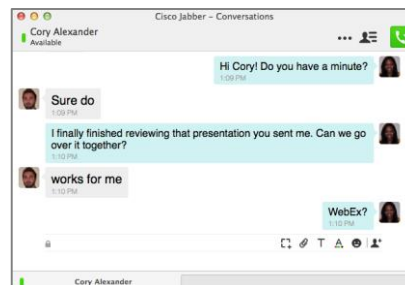 Cisco Jabber – Conversations
Cory Alexander
Available
Hi Cory! Do you have a minute?
1:09 PM
Sure do
1:09 PM
I finally finished reviewing that presentation you sent me. Can we go
over it together?
1:10 PM
works for me
1:10 PM
WebEx?
1:10 PM
T A
Cory Alexander